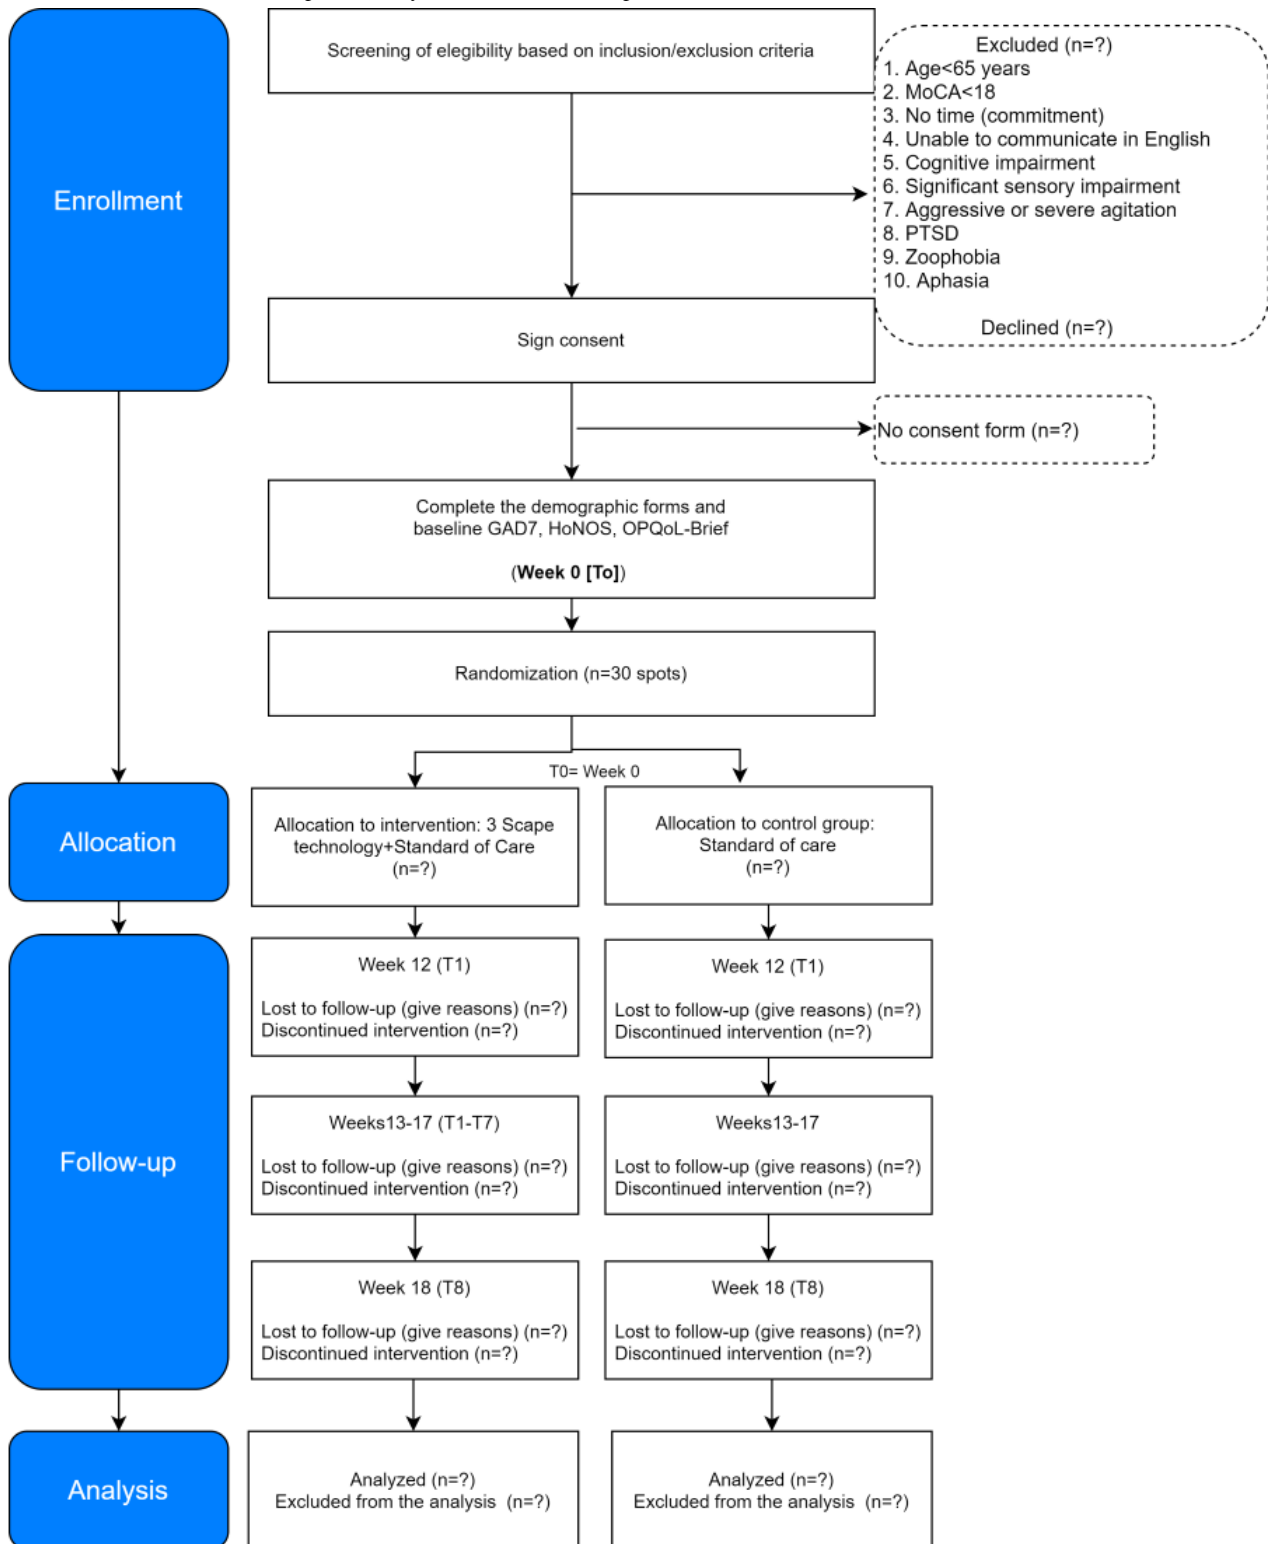 Screening of elegibility based on inclusion/exclusion criteria
Excluded (n=?)
1. Age<65 years
2. MoCA<18
3. No time (commitment)
4. Unable to communicate in English
5. Cognitive impairment
6. Significant sensory impairment
7. Aggressive or severe agitation
8. PTSD
9. Zoophobia
10. Aphasia
Declined (n=?)
Enrollment
Sign consent
No consent form (n=?)
Complete the demographic forms and
baseline GAD7, HoNOS, OPQoL-Brief
(Week 0 [To])
Randomization (n=30 spots)
T0= Week 0
Allocation
Allocation to intervention: 3 Scape
technology+Standard of Care
(n=?)
Allocation to control group:
Standard of care
(n=?)
Follow-up
Week 12 (T1)
Lost to follow-up (give reasons) (n=?)
Discontinued intervention (n=?)
Week 12 (T1)
Lost to follow-up (give reasons) (n=?)
Discontinued intervention (n=?)
Weeks13-17 (T1-T7)
Lost to follow-up (give reasons) (n=?)
Discontinued intervention (n=?)
Weeks13-17
Lost to follow-up (give reasons) (n=?)
Discontinued intervention (n=?)
Week 18 (T8)
Lost to follow-up (give reasons) (n=?)
Discontinued intervention (n=?)
Week 18 (T8)
Lost to follow-up (give reasons) (n=?)
Discontinued intervention (n=?)
Analysis
Analyzed (n=?)
Excluded from the analysis (n=?)
Analyzed (n=?)
Excluded from the analysis (n=?)